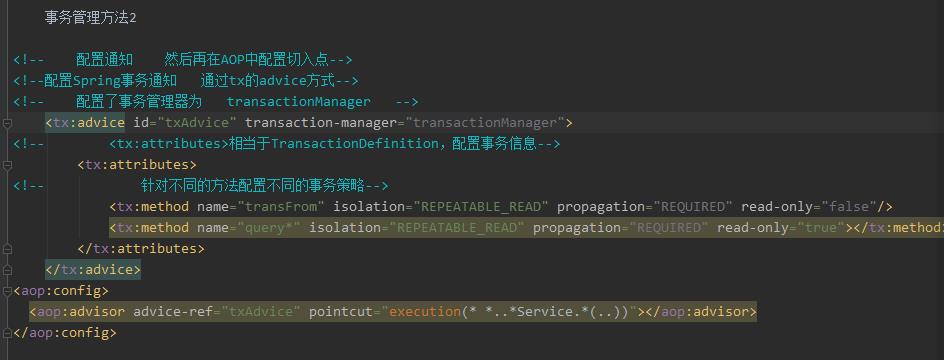 事务管理方法2
<!--    配置通知    然后再在AOP中配置切入点-->
<!--配置Spring事务通知   通过tx的advice方式-->
<!--    配置了事务管理器为   transactionManager   -->
<tx:advice id="txAdvice" transaction-manager="transactionManager">
<!--        <tx:attributes>相当于TransactionDefinition，配置事务信息-->
<tx:attributes>
<!--            针对不同的方法配置不同的事务策略-->
<tx:method name="transFrom" isolation="REPEATABLE_READ" propagation="REQUIRED" read-only="false"/>
<tx:method name="query*" isolation="REPEATABLE_READ" propagation="REQUIRED" read-only="true"></tx:method
</tx:attributes>
</tx:advice>
<aop:config>
<aop:advisor advice-ref="txAdvice" pointcut="execution(* *..*Service.*(..))"></aop:advisor>
</aop:config>